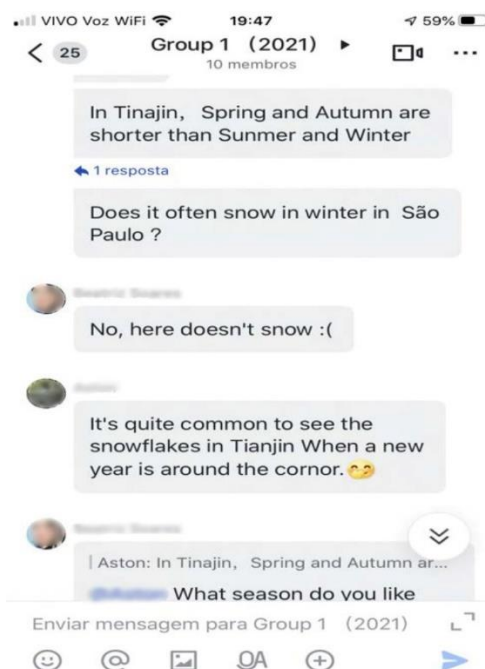 VIVO Voz WiFi 19:47 59%
25 Group 1 （2021）
10 membros
In Tinajin, Spring and Autumn are
shorter than Sunmer and Winter
1 resposta
Does it often snow in winter in São
Paulo ?
No, here doesn't snow :(
It's quite common to see the
snowflakes in Tianjin When a new
year is around the cornor.
Aston: In Tinajin, Spring and Autumn ar...
What season do you like
Enviar mensagem para Group 1 （2021）